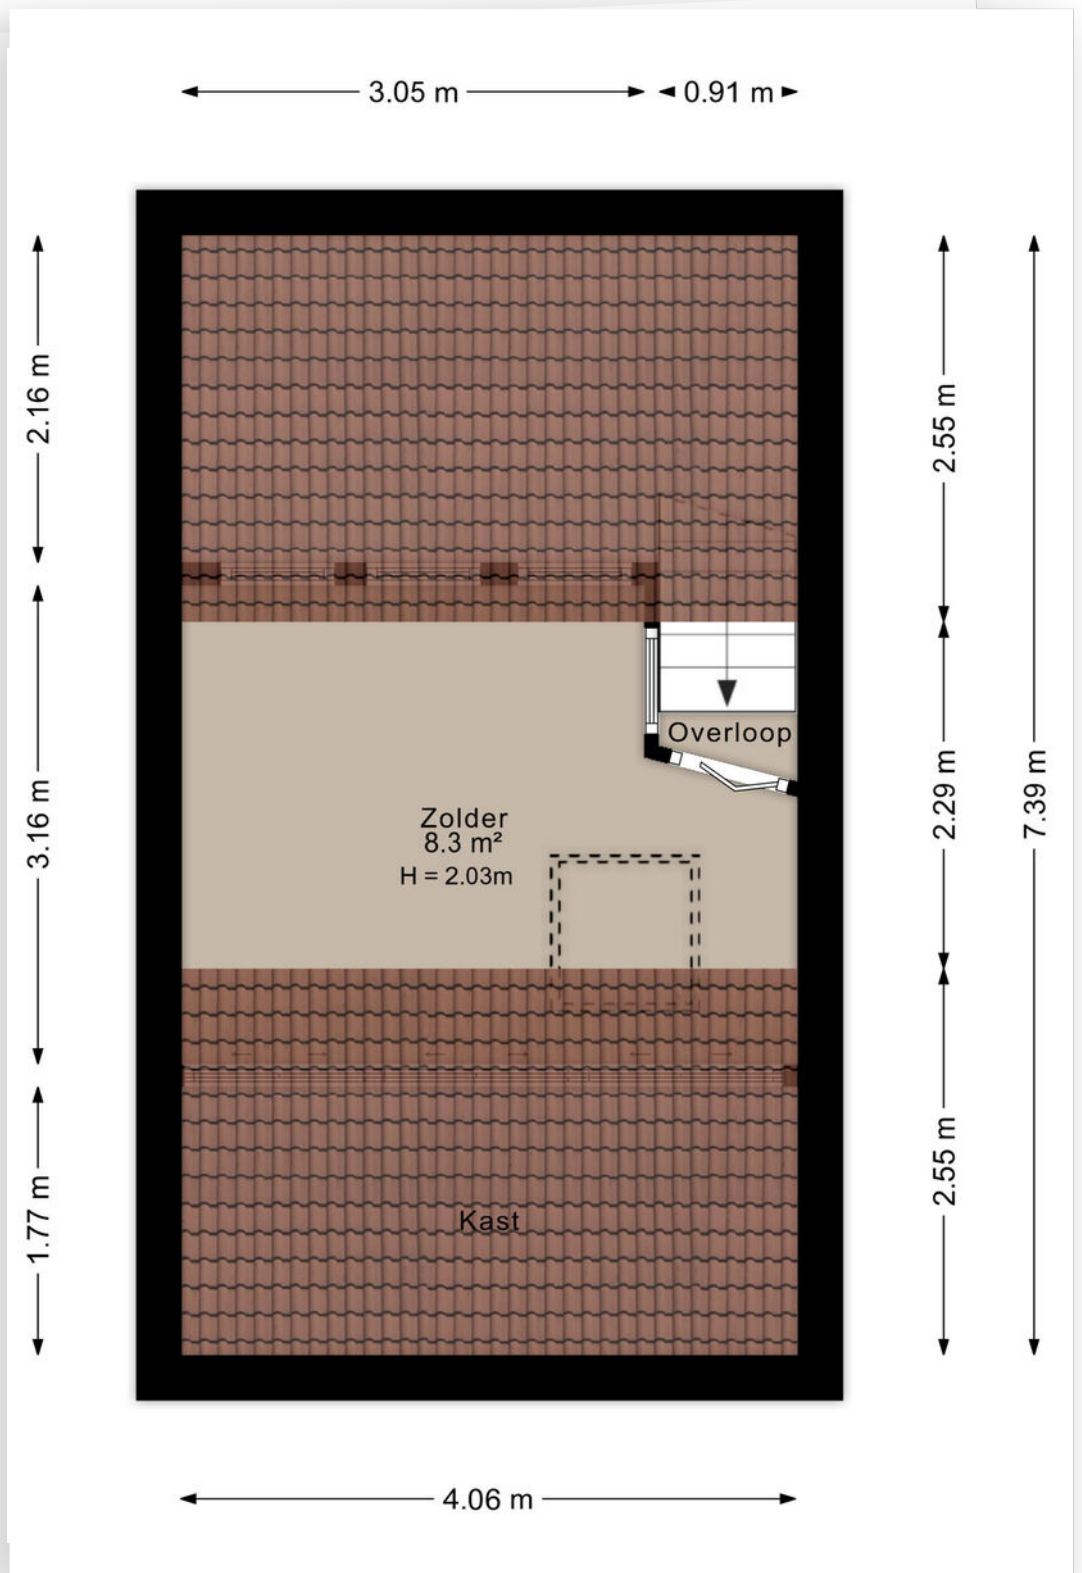 3.05 m
0.91 m
2.16 m
2.55 m
Overloop
Zolder
8.3 m²
H = 2.03m
3.16 m
2.29 m
7.39 m
1.77 m
2.55 m
Kast
4.06 m